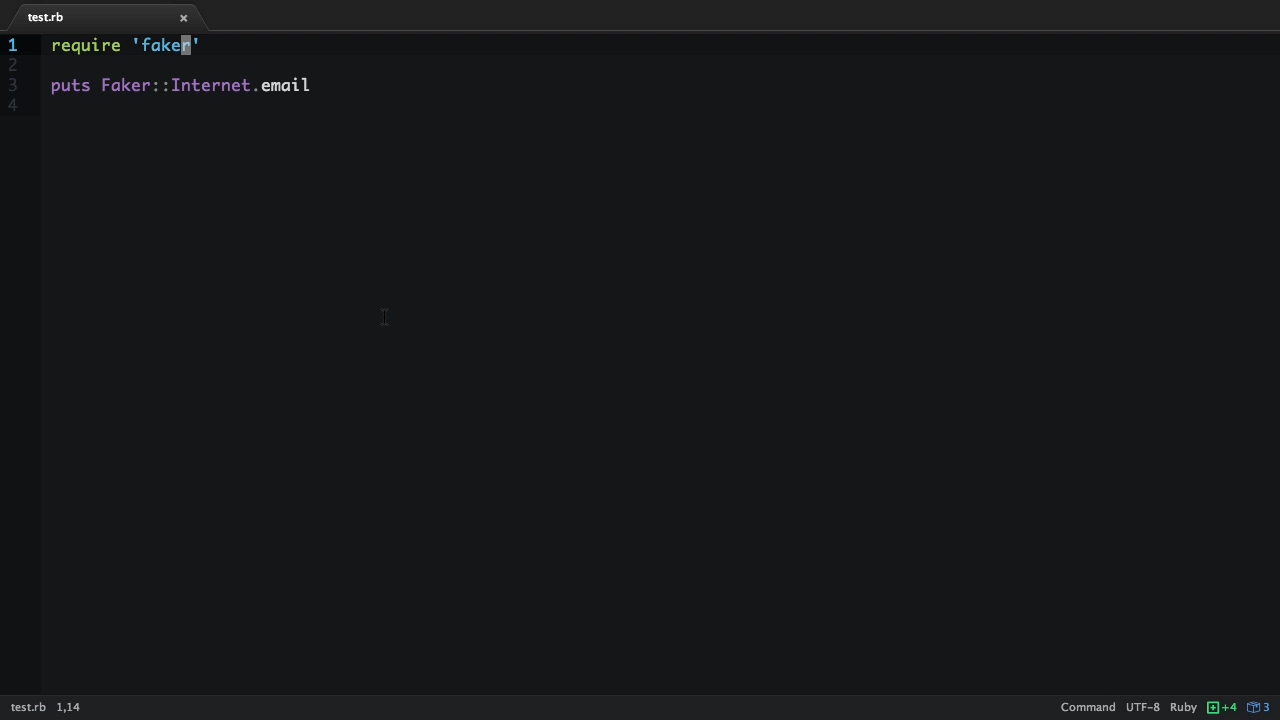 test.rb
1 require 'faker'
2
3 puts Faker::Internet.email
4
test.rb 1,14 Command UTF-8 Ruby +4 3